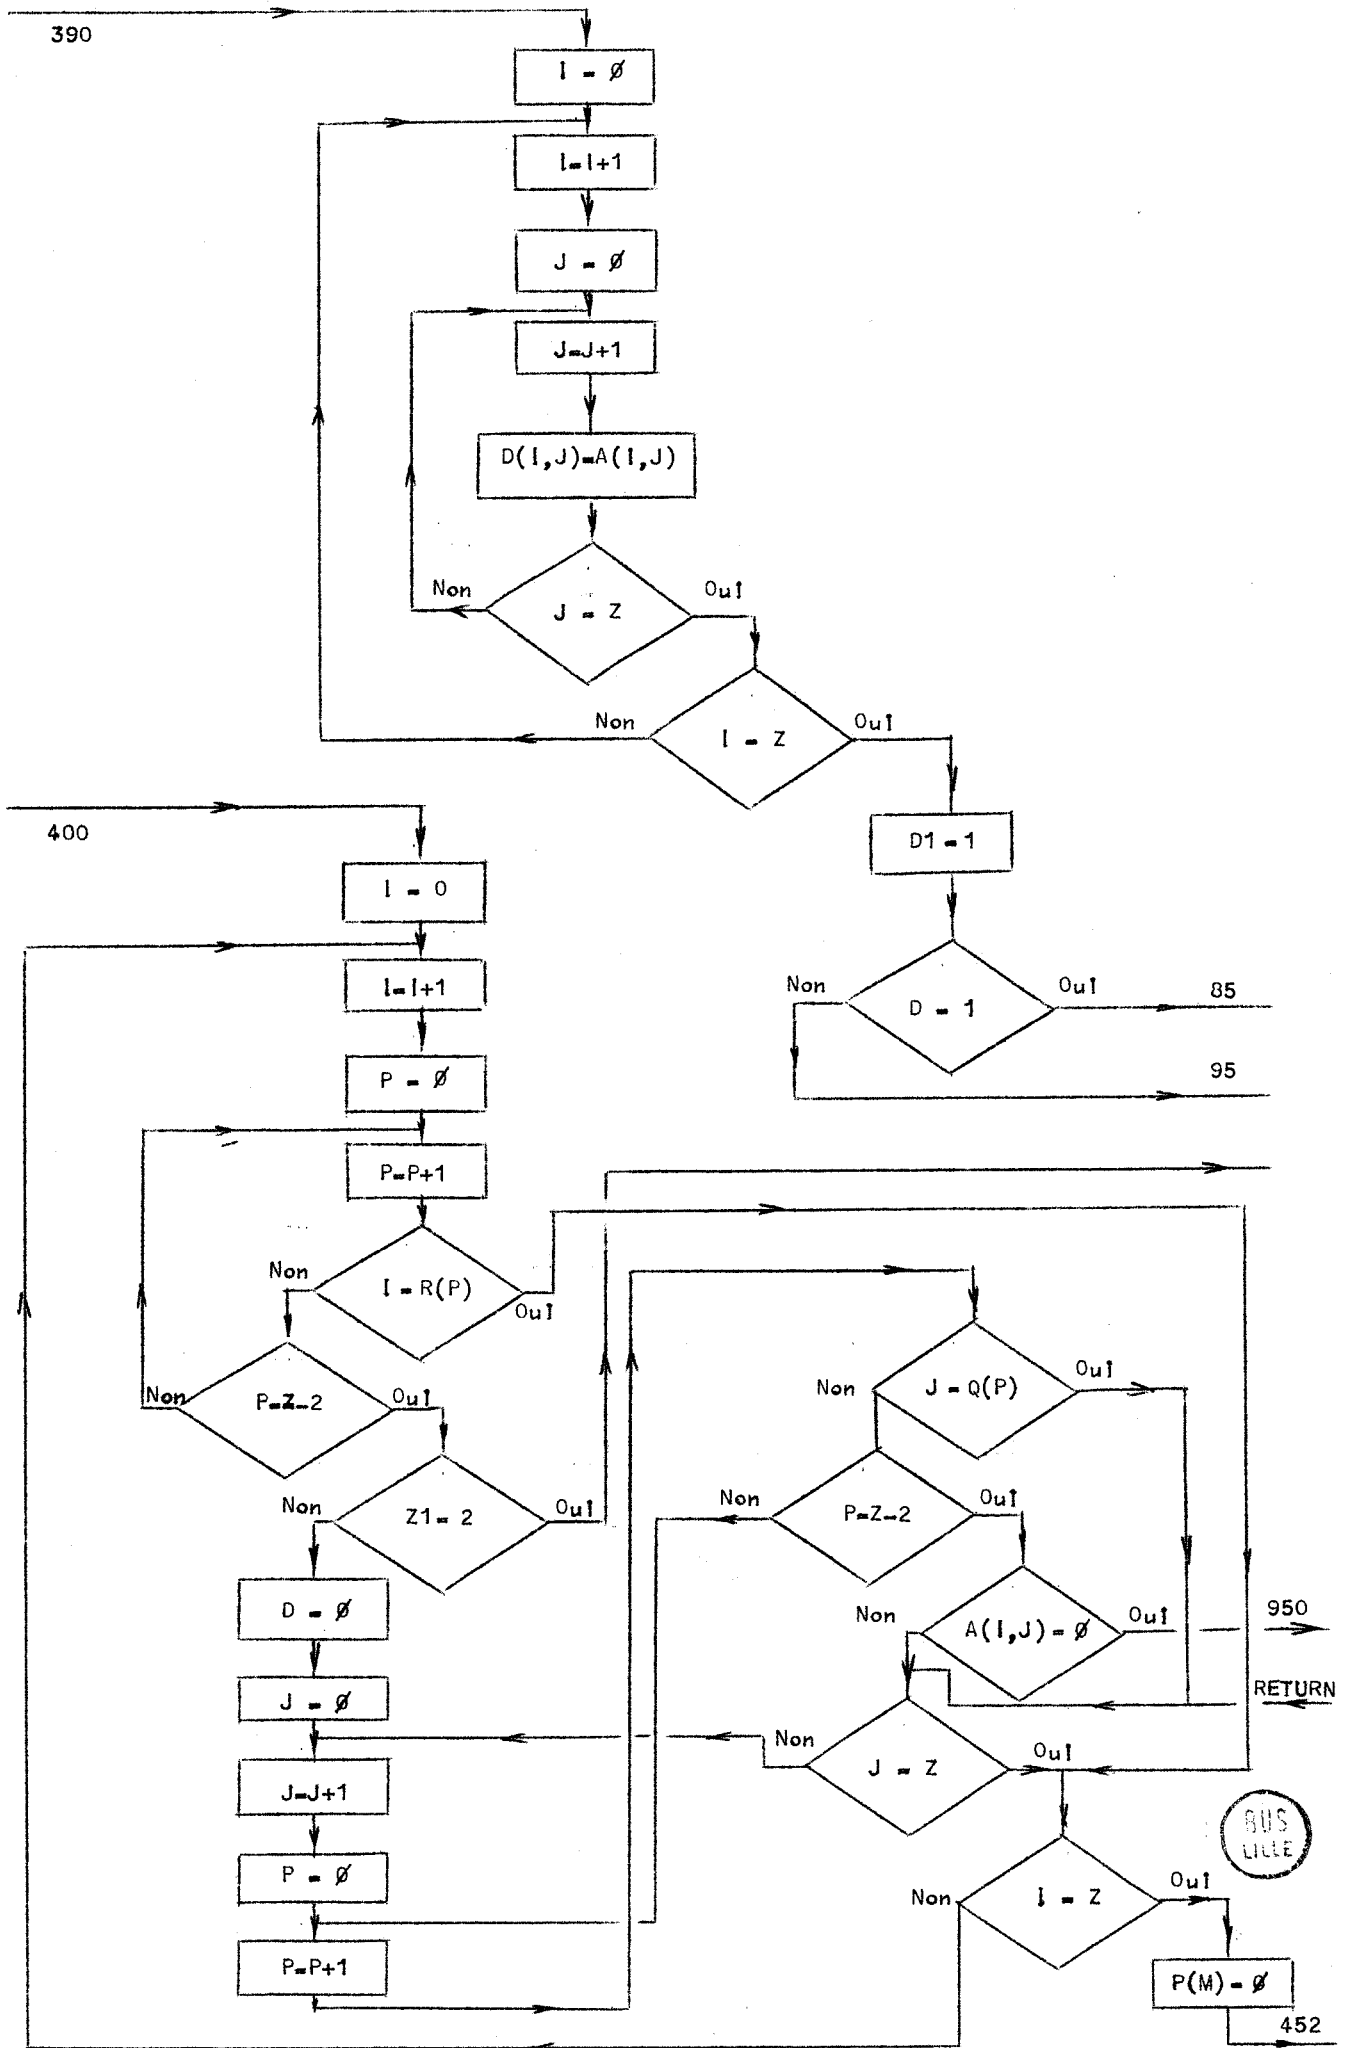 390
I = Ø
I=I+1
J = Ø
J=J+1
D(I,J)=A(I,J)
Non
J = Z
Oui
Non
I = Z
Oui
D1 = 1
Non
D = 1
Oui
85
95
400
I = 0
I=I+1
P = Ø
P=P+1
Non
I = R(P)
Oui
Non
P=Z-2
Oui
Non
Z1 = 2
Oui
D = Ø
J = Ø
J=J+1
P = Ø
P=P+1
Non
J = Q(P)
Oui
Non
P=Z-2
Oui
Non
A(I,J) = Ø
Oui
950
RETURN
Non
J = Z
Oui
BUS
LILLE
Non
I = Z
Oui
P(M) = Ø
452